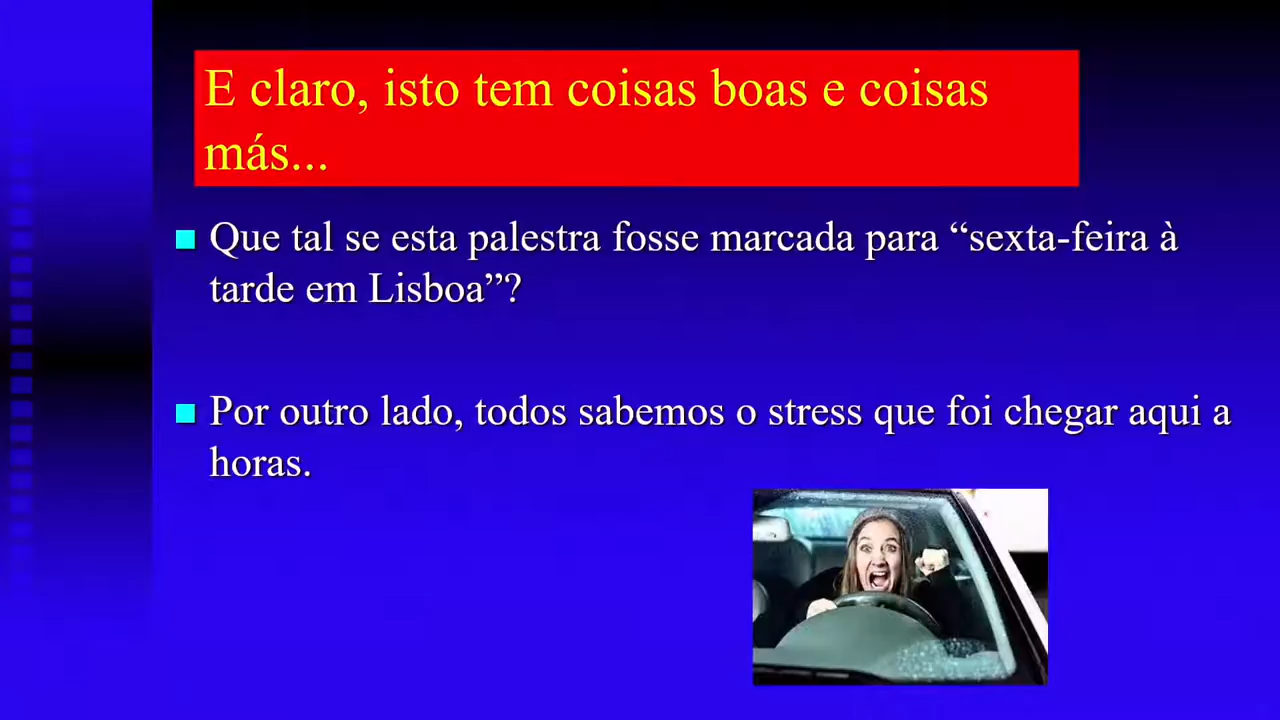 E claro, isto tem coisas boas e coisas
más...
Que tal se esta palestra fosse marcada para “sexta-feira à
tarde em Lisboa”?
Por outro lado, todos sabemos o stress que foi chegar aqui a
horas.